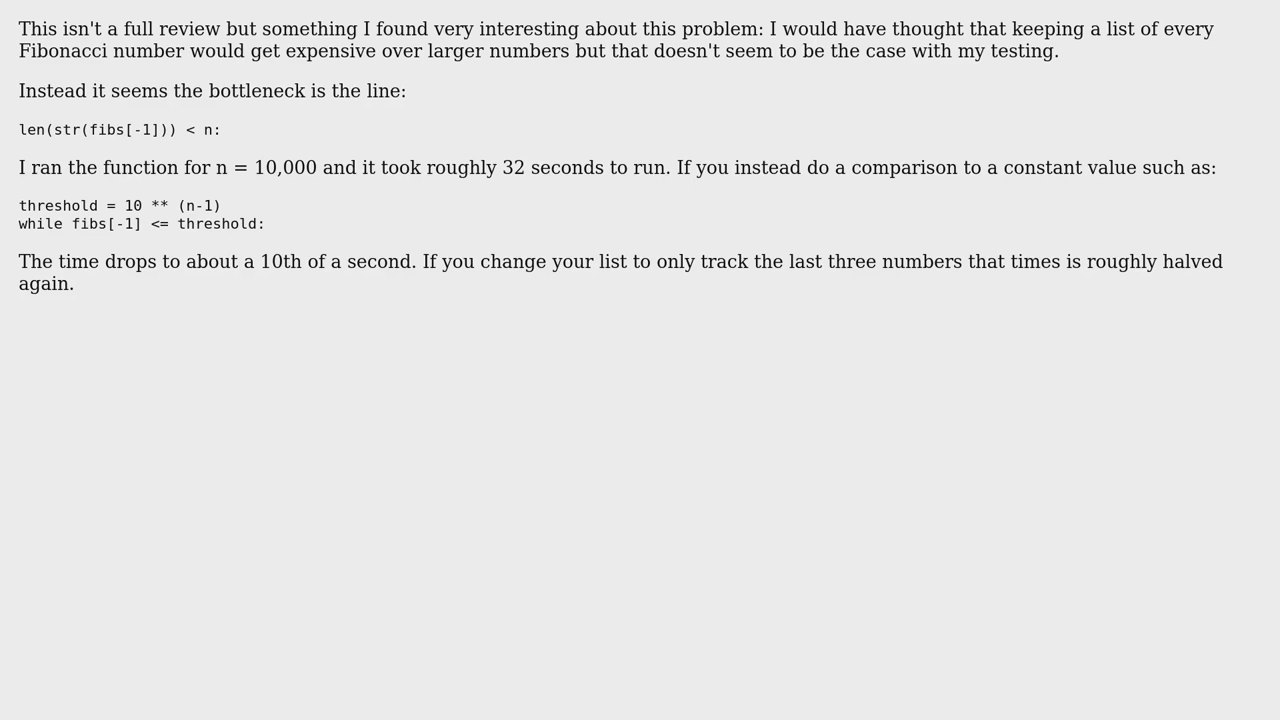 This isn't a full review but something I found very interesting about this problem: I would have thought that keeping a list of every
Fibonacci number would get expensive over larger numbers but that doesn't seem to be the case with my testing.
Instead it seems the bottleneck is the line:
len(str(fibs[-1])) < n:
I ran the function for n = 10,000 and it took roughly 32 seconds to run. If you instead do a comparison to a constant value such as:
threshold = 10 ** (n-1)
while fibs[-1] <= threshold:
The time drops to about a 10th of a second. If you change your list to only track the last three numbers that times is roughly halved
again.